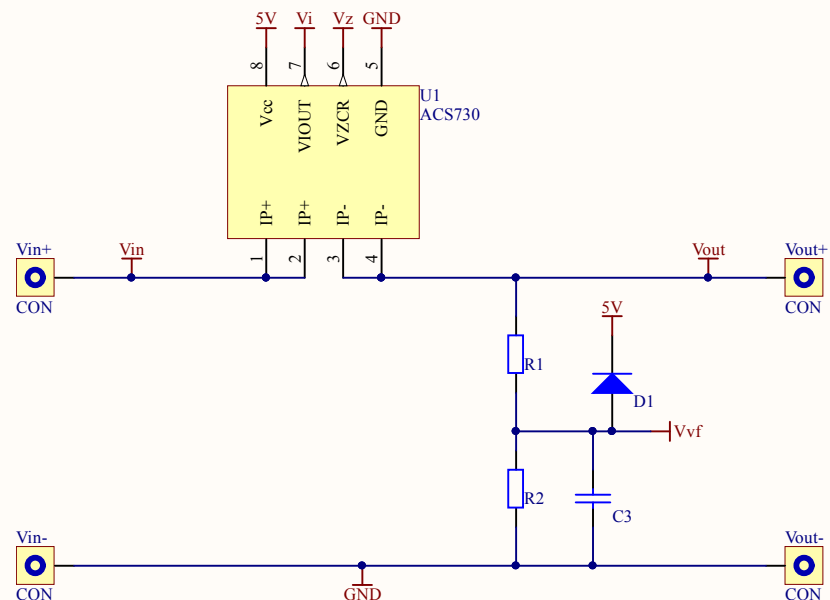 5V Vi Vz GND
8 7 6 5
U1
ACS730
Vcc VIOUT VZCR GND
IP+ IP+ IP- IP-
1 2 3 4
Vin+ Vin Vout Vout+
CON CON
5V
R1
D1
Vvf
R2
C3
Vin- Vout-
CON GND CON